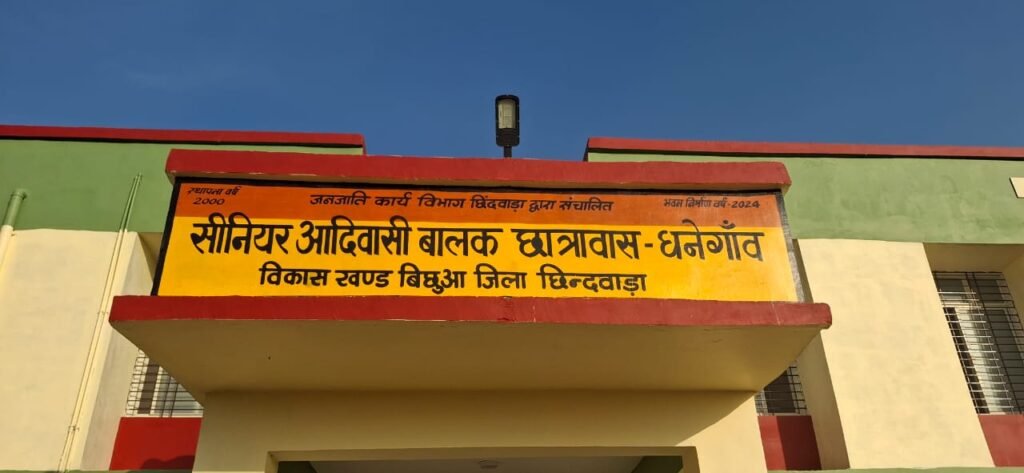 स्थापना वर्ष
2000
जनजाति कार्य विभाग छिंदवाड़ा द्वारा संचालित
भवन निर्माण वर्ष-2024
सीनियर आदिवासी बालक छात्रावास-धनेगाँव
विकास खण्ड बिछुआ जिला छिन्दवाड़ा